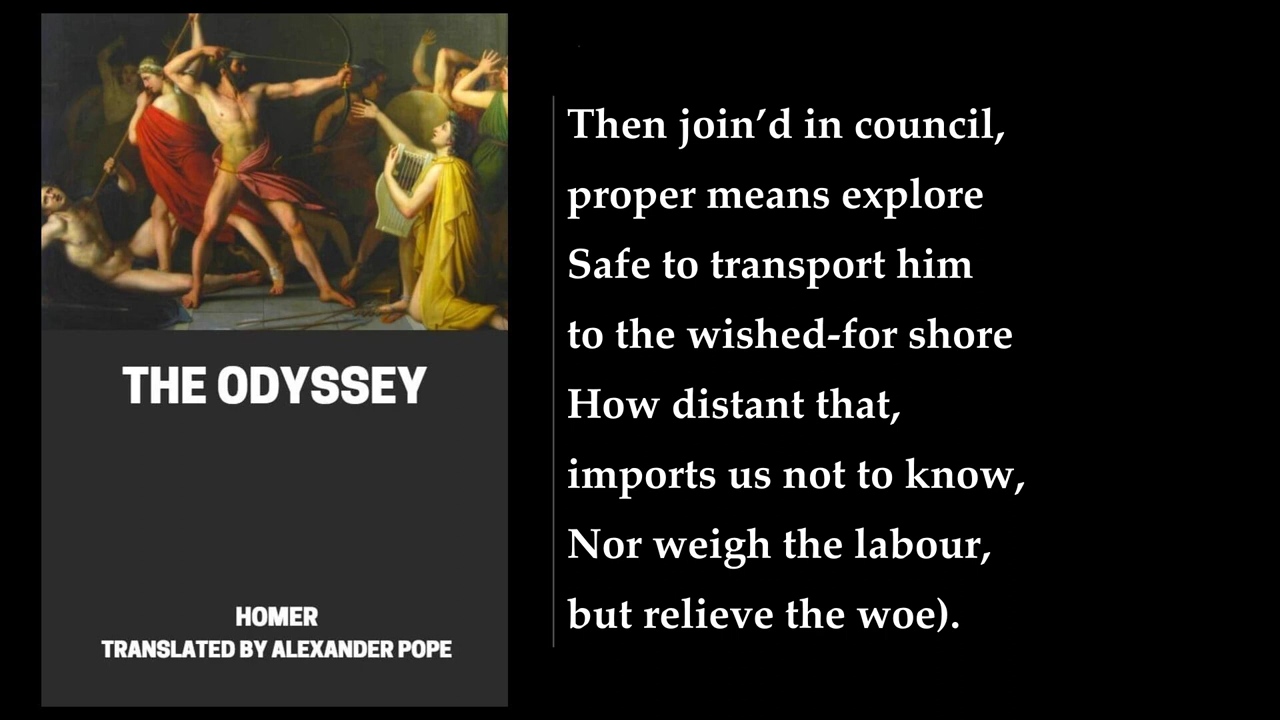 THE ODYSSEY
HOMER
TRANSLATED BY ALEXANDER POPE
Then join’d in council,
proper means explore
Safe to transport him
to the wished-for shore
How distant that,
imports us not to know,
Nor weigh the labour,
but relieve the woe).